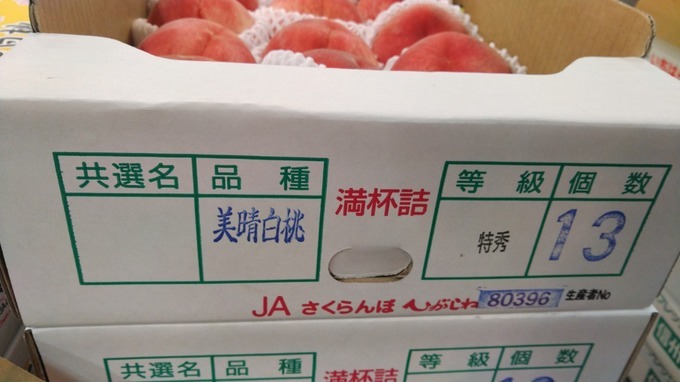 共選名 品種 満杯詰 等級 個数
美晴白桃 特秀 13
JA さくらんぼ ひがしね 80396 生産者No
満杯詰
共選名 品種 等級 個数